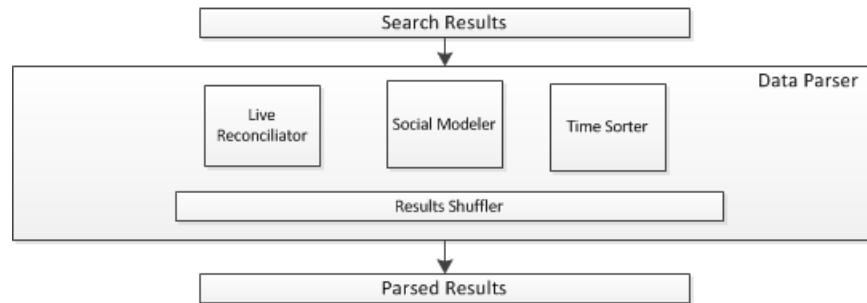 Search Results
Data Parser
Live
Reconciliator
Social Modeler
Time Sorter
Results Shuffler
Parsed Results